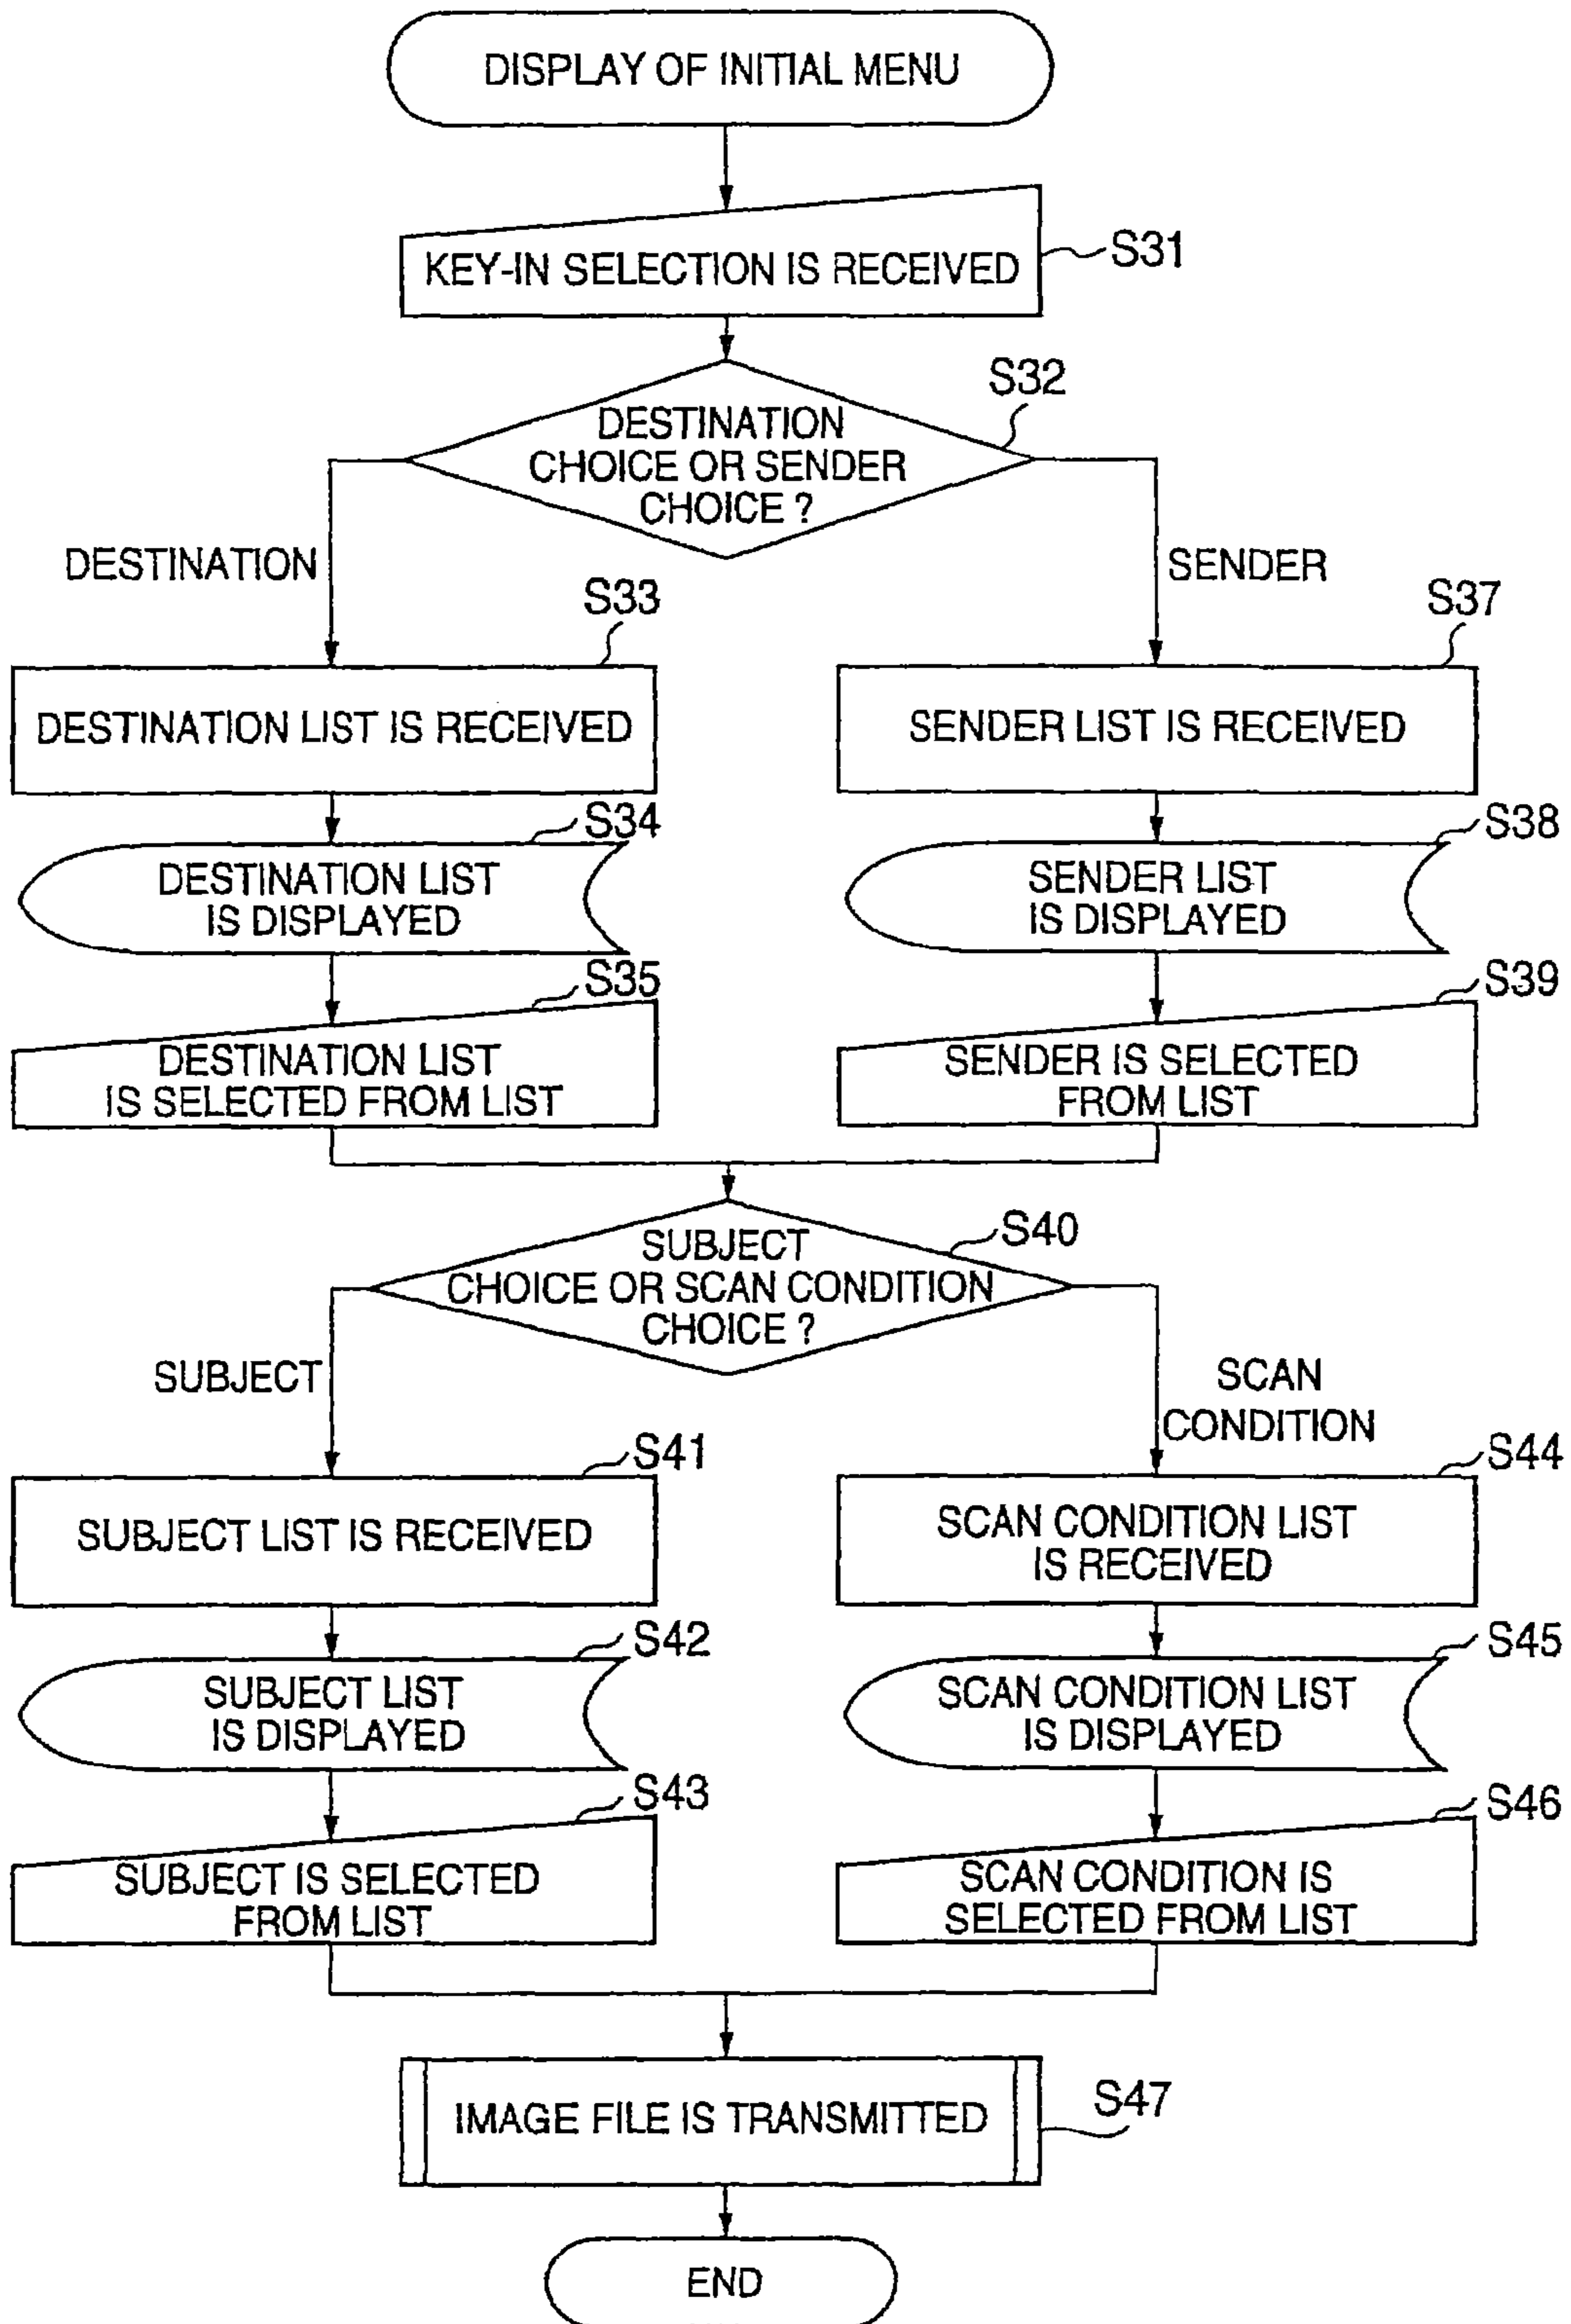 DISPLAY OF INITIAL MENU
KEY-IN SELECTION IS RECEIVED
S31
S32
DESTINATION
CHOICE OR SENDER
CHOICE ?
DESTINATION
SENDER
S33
DESTINATION LIST IS RECEIVED
S37
SENDER LIST IS RECEIVED
S34
DESTINATION LIST
IS DISPLAYED
S38
SENDER LIST
IS DISPLAYED
S35
DESTINATION LIST
IS SELECTED FROM LIST
S39
SENDER IS SELECTED
FROM LIST
S40
SUBJECT
CHOICE OR SCAN CONDITION
CHOICE ?
SUBJECT
SCAN
CONDITION
S41
SUBJECT LIST IS RECEIVED
S44
SCAN CONDITION LIST
IS RECEIVED
S42
SUBJECT LIST
IS DISPLAYED
S45
SCAN CONDITION LIST
IS DISPLAYED
S43
SUBJECT IS SELECTED
FROM LIST
S46
SCAN CONDITION IS
SELECTED FROM LIST
IMAGE FILE IS TRANSMITTED
S47
END